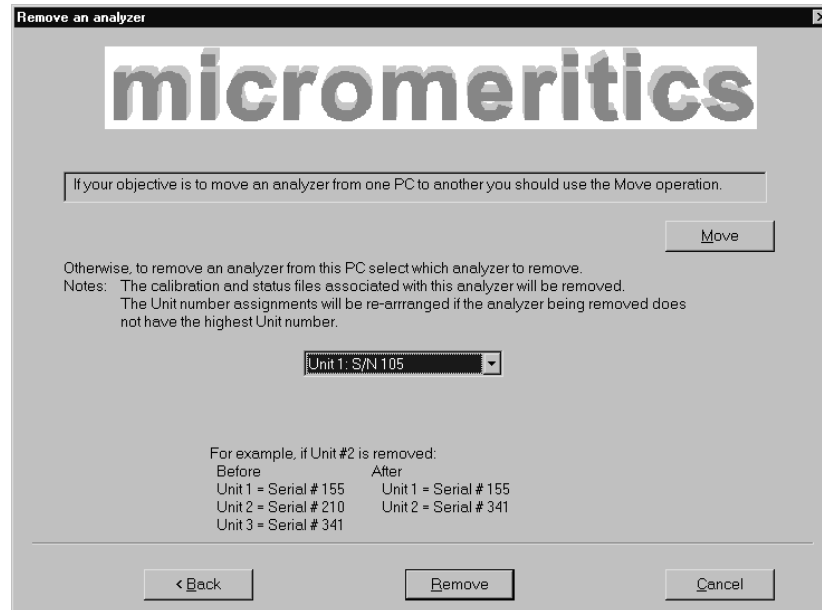 Remove an analyzer
micromeritics
If your objective is to move an analyzer from one PC to another you should use the Move operation.
Move
Otherwise, to remove an analyzer from this PC select which analyzer to remove.
Notes: The calibration and status files associated with this analyzer will be removed.
The Unit number assignments will be re-arrranged if the analyzer being removed does
not have the highest Unit number.
Unit 1: S/N 105
For example, if Unit #2 is removed:
Before After
Unit 1 = Serial # 155 Unit 1 = Serial # 155
Unit 2 = Serial # 210 Unit 2 = Serial # 341
Unit 3 = Serial # 341
< Back Remove Cancel